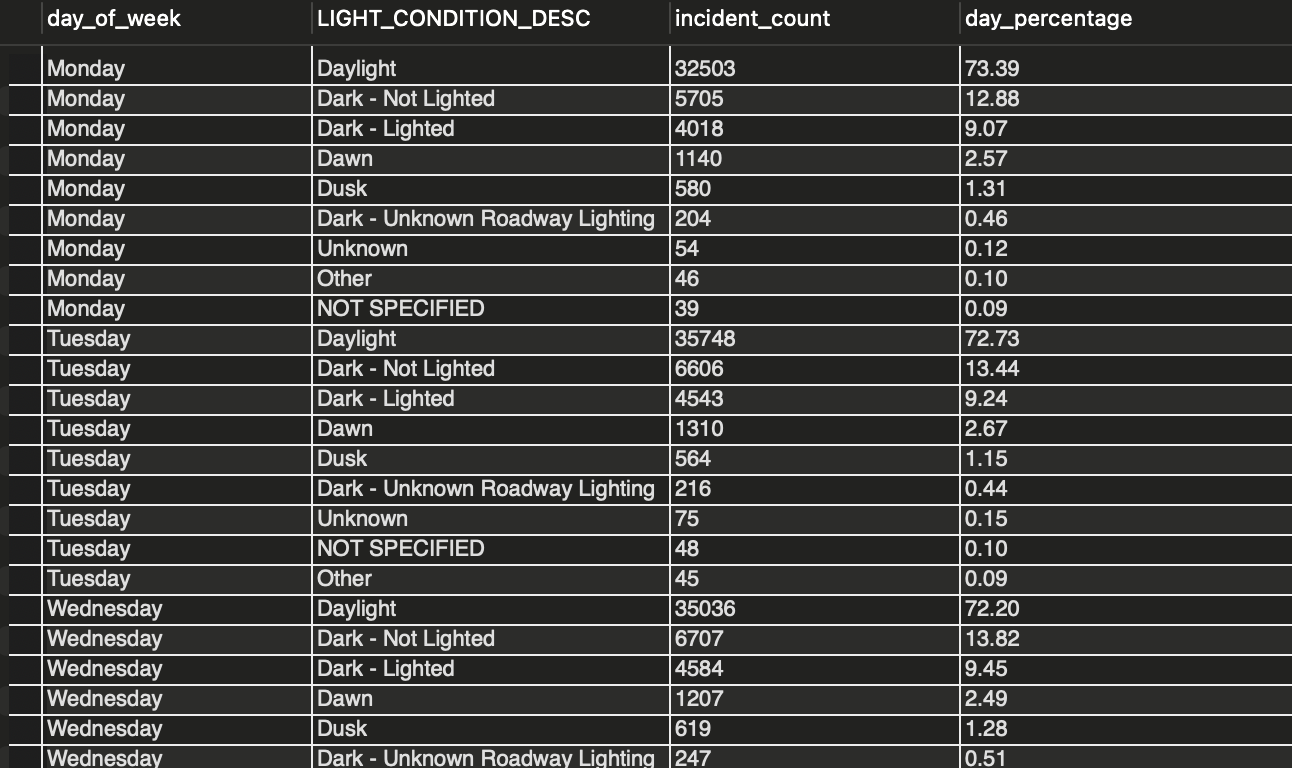 day_of_week LIGHT_CONDITION_DESC incident_count day_percentage
Monday Daylight 32503 73.39
Monday Dark - Not Lighted 5705 12.88
Monday Dark - Lighted 4018 9.07
Monday Dawn 1140 2.57
Monday Dusk 580 1.31
Monday Dark - Unknown Roadway Lighting 204 0.46
Monday Unknown 54 0.12
Monday Other 46 0.10
Monday NOT SPECIFIED 39 0.09
Tuesday Daylight 35748 72.73
Tuesday Dark - Not Lighted 6606 13.44
Tuesday Dark - Lighted 4543 9.24
Tuesday Dawn 1310 2.67
Tuesday Dusk 564 1.15
Tuesday Dark - Unknown Roadway Lighting 216 0.44
Tuesday Unknown 75 0.15
Tuesday NOT SPECIFIED 48 0.10
Tuesday Other 45 0.09
Wednesday Daylight 35036 72.20
Wednesday Dark - Not Lighted 6707 13.82
Wednesday Dark - Lighted 4584 9.45
Wednesday Dawn 1207 2.49
Wednesday Dusk 619 1.28
Wednesday Dark - Unknown Roadway Lighting 247 0.51